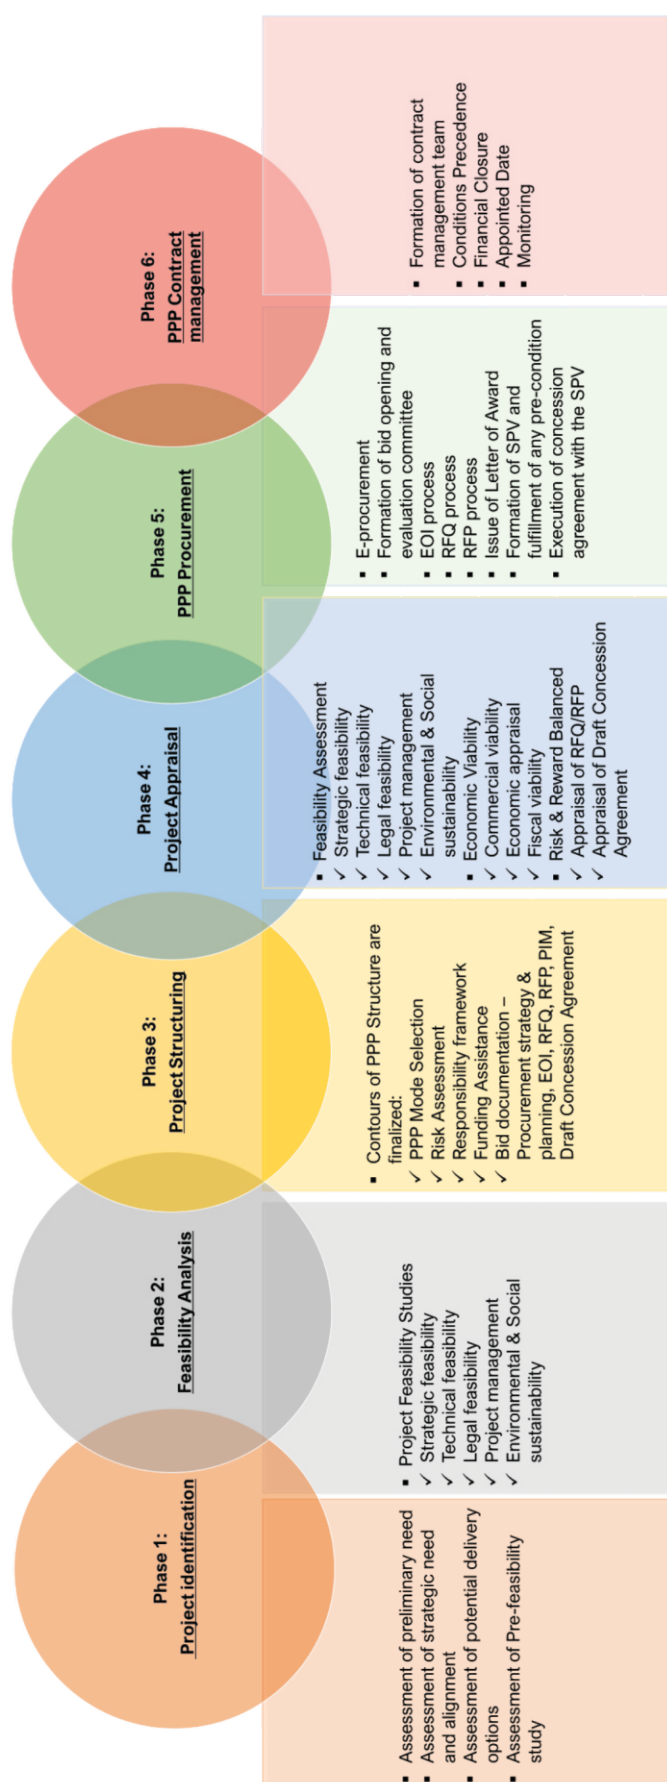 Phase 1:
Project identification
▪ Assessment of preliminary need
▪ Assessment of strategic need
and alignment
▪ Assessment of potential delivery
options
▪ Assessment of Pre-feasibility
study
Phase 2:
Feasibility Analysis
▪ Project Feasibility Studies
✓ Strategic feasibility
✓ Technical feasibility
✓ Legal feasibility
✓ Project management
✓ Environmental & Social
sustainability
Phase 3:
Project Structuring
▪ Contours of PPP Structure are
finalized:
✓ PPP Mode Selection
✓ Risk Assessment
✓ Responsibility framework
✓ Funding Assistance
✓ Bid documentation –
Procurement strategy &
planning, EOI, RFQ, RFP, PIM,
Draft Concession Agreement
Phase 4:
Project Appraisal
▪ Feasibility Assessment
✓ Strategic feasibility
✓ Technical feasibility
✓ Legal feasibility
✓ Project management
✓ Environmental & Social
sustainability
▪ Economic Viability
✓ Commercial viability
✓ Economic appraisal
✓ Fiscal viability
▪ Risk & Reward Balanced
✓ Appraisal of RFQ/RFP
✓ Appraisal of Draft Concession
Agreement
Phase 5:
PPP Procurement
▪ E-procurement
▪ Formation of bid opening and
evaluation committee
▪ EOI process
▪ RFQ process
▪ RFP process
▪ Issue of Letter of Award
▪ Formation of SPV and
fulfillment of any pre-condition
▪ Execution of concession
agreement with the SPV
Phase 6:
PPP Contract
management
▪ Formation of contract
management team
▪ Conditions Precedence
▪ Financial Closure
▪ Appointed Date
▪ Monitoring